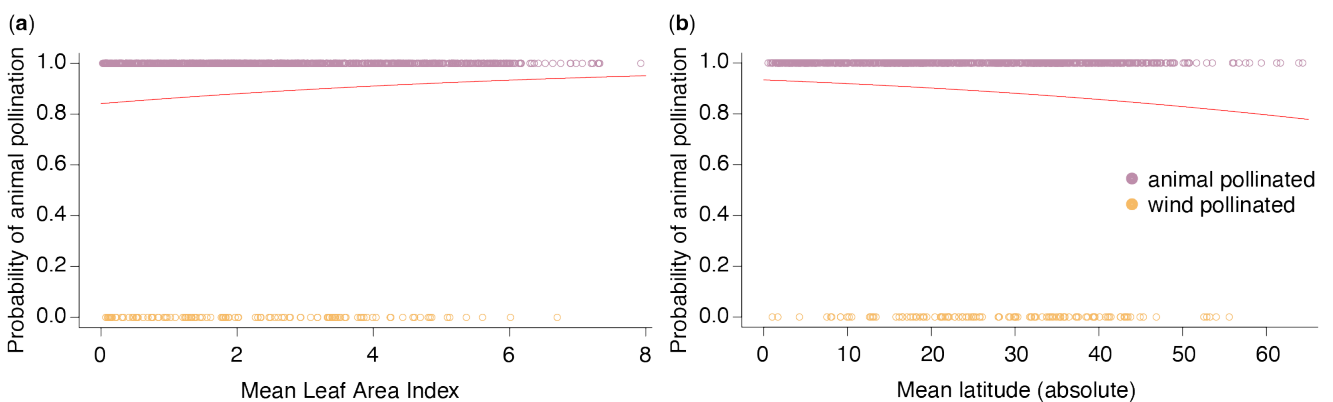 (a)
Probability of animal pollination
1.0
0.8
0.6
0.4
0.2
0.0
0 2 4 6 8
Mean Leaf Area Index
(b)
Probability of animal pollination
1.0
0.8
0.6
0.4
0.2
0.0
animal pollinated
wind pollinated
0 10 20 30 40 50 60
Mean latitude (absolute)